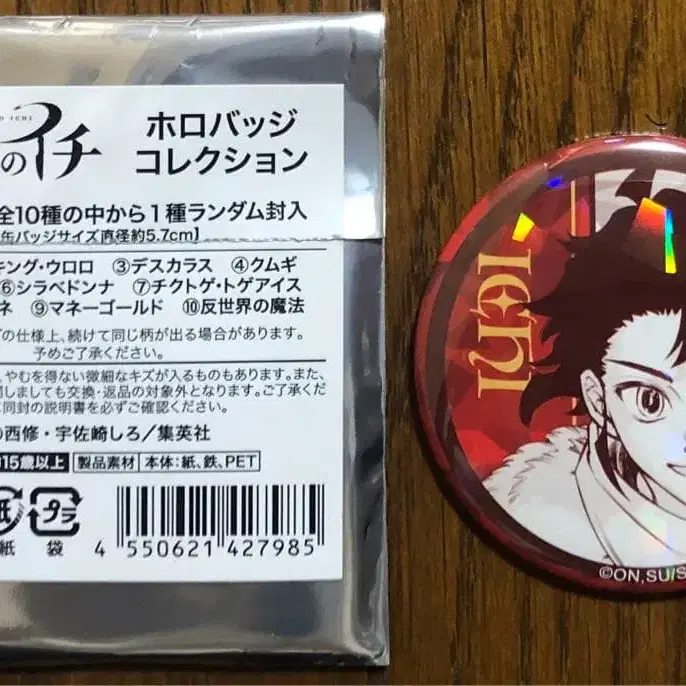 O ICHI
のイチ
ホロバッジ
コレクション
全10種の中から1種ランダム封入
缶バッジサイズ直径約5.7cm】
キング・ウロロ ③デスカラス ④クムギ
⑥シラベドンナ ⑦チクトゲ・トゲアイス
ネ ⑨マネーゴールド ⑩反世界の魔法
の仕様上、続けて同じ柄が出る場合があります。
予めご了承ください。
、やむを得ない微細なキズが入るものもあります。また、
関しましても交換・返品の対象外となります。ご了承くだ
同封の説明書を必ずご確認ください。
西修・宇佐崎しろ／集英社
15歳以上 製品素材 本体：紙、鉄、PET
紙 プラ
紙 袋
4 550621 427985
ICHI
©ON,SUIS